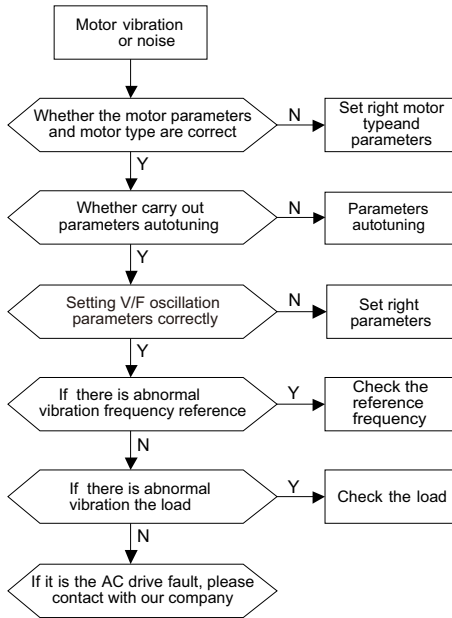 Motor vibration
or noise
Whether the motor parameters
and motor type are correct
N
Set right motor
typeand
parameters
Y
Whether carry out
parameters autotuning
N
Parameters
autotuning
Y
Setting V/F oscillation
parameters correctly
N
Set right
parameters
Y
If there is abnormal
vibration frequency reference
Y
Check the
reference
frequency
N
If there is abnormal
vibration the load
Y
Check the load
N
If it is the AC drive fault, please
contact with our company